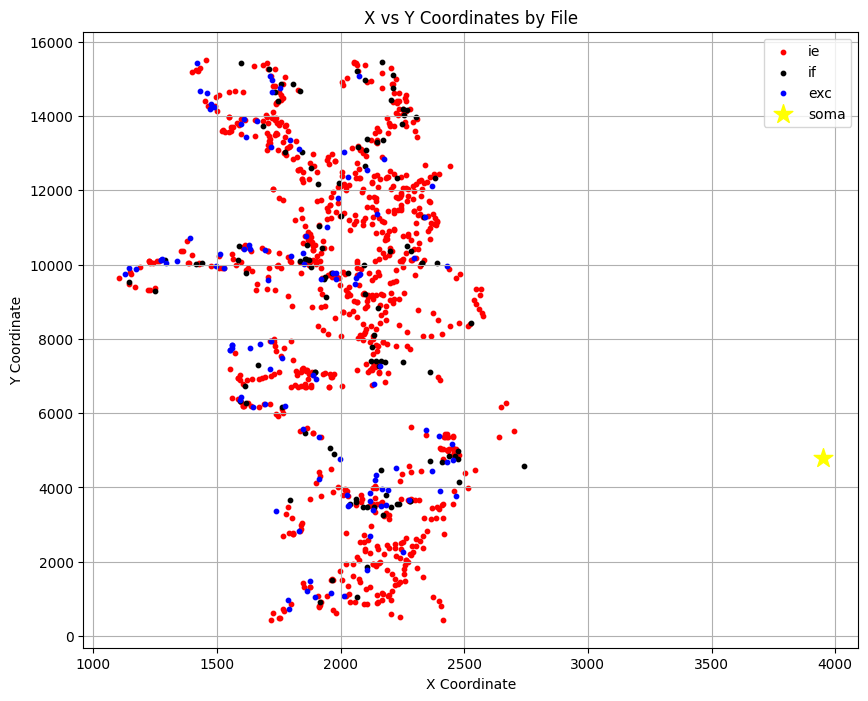 X vs Y Coordinates by File
16000
14000
12000
10000
8000
6000
4000
2000
0
Y Coordinate
ie
if
exc
soma
1000 1500 2000 2500 3000 3500 4000
X Coordinate